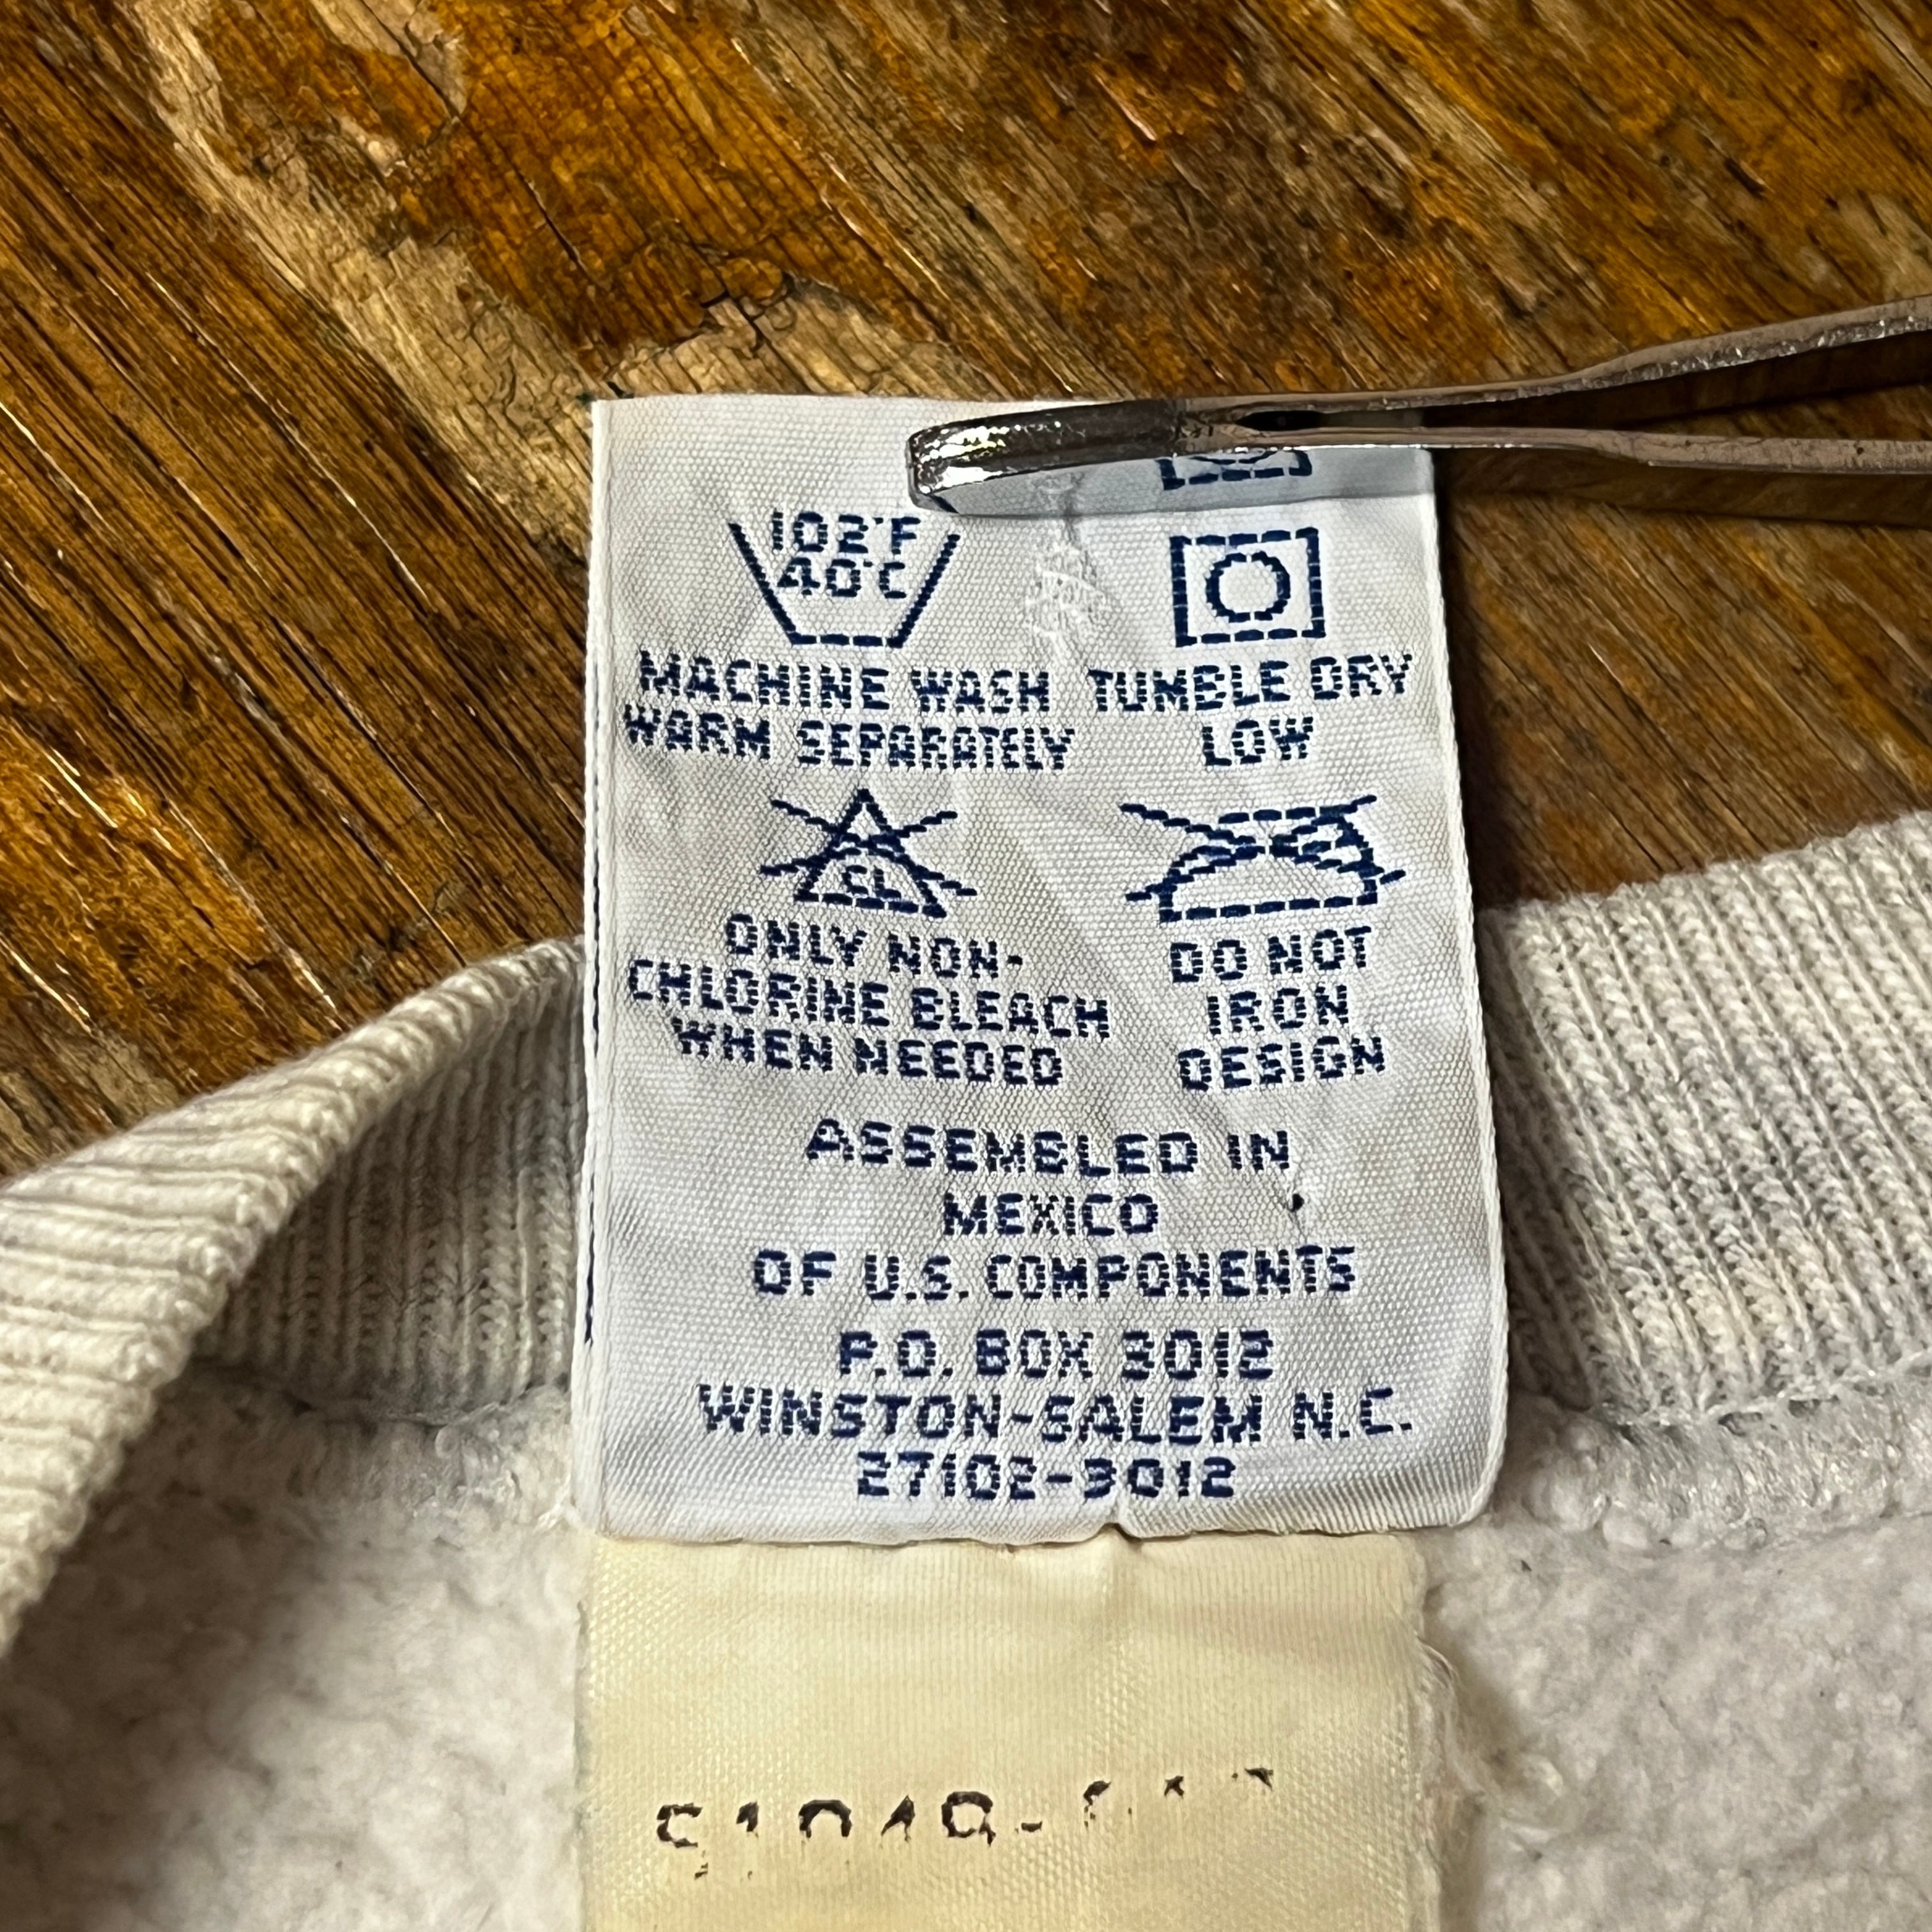 102°F
40°C
MACHINE WASH
WARM SEPARATELY
TUMBLE DRY
LOW
CL
ONLY NON-
CHLORINE BLEACH
WHEN NEEDED
DO NOT
IRON
DESIGN
ASSEMBLED IN
MEXICO
OF U.S. COMPONENTS
P.O. BOX 3012
WINSTON-SALEM N.C.
27102-3012